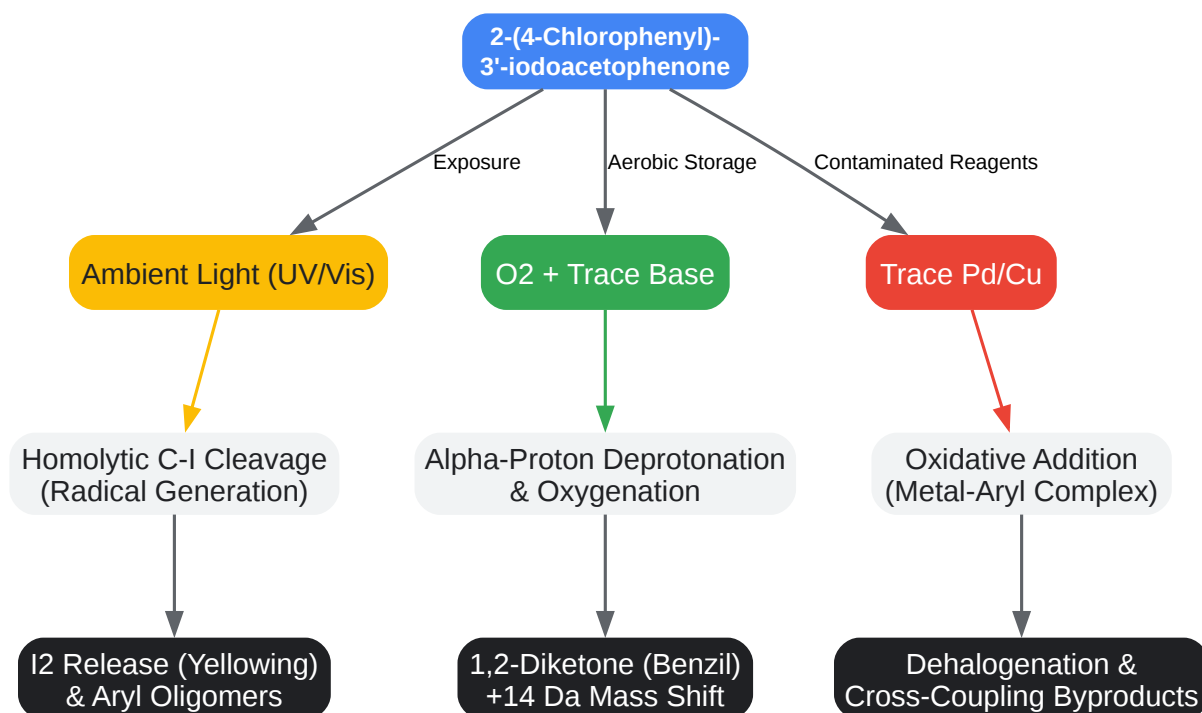 2-(4-Chlorophenyl)-
3'-iodoacetophenone
Exposure
Aerobic Storage
Contaminated Reagents
Ambient Light (UV/Vis)
O2 + Trace Base
Trace Pd/Cu
Homolytic C-I Cleavage
(Radical Generation)
Alpha-Proton Deprotonation
& Oxygenation
Oxidative Addition
(Metal-Aryl Complex)
I2 Release (Yellowing)
& Aryl Oligomers
1,2-Diketone (Benzil)
+14 Da Mass Shift
Dehalogenation &
Cross-Coupling Byproducts